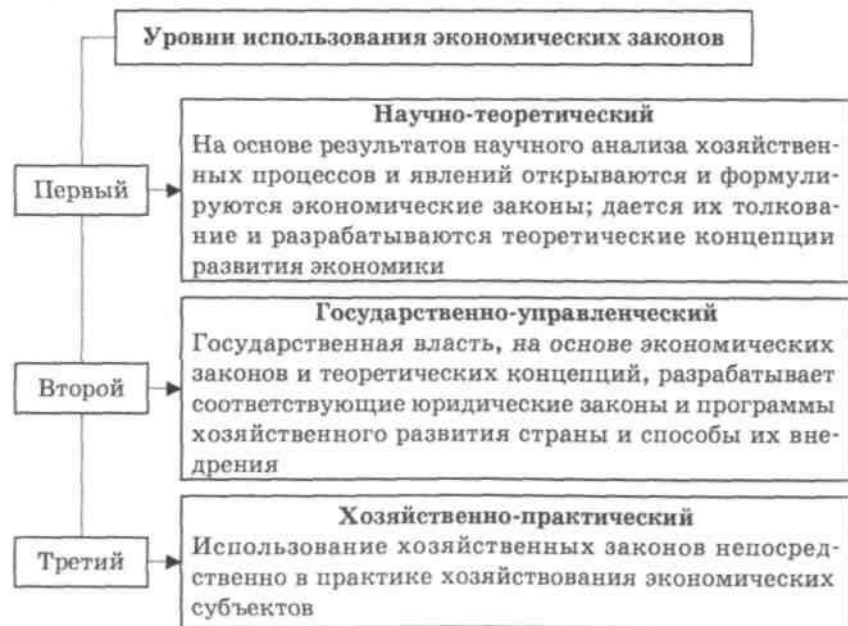 Уровни использования экономических законов
Первый
Научно-теоретический
На основе результатов научного анализа хозяйствен-
ных процессов и явлений открываются и формули-
руются экономические законы; дается их толкова-
ние и разрабатываются теоретические концепции
развития экономики
Второй
Государственно-управленческий
Государственная власть, на основе экономических
законов и теоретических концепций, разрабатывает
соответствующие юридические законы и программы
хозяйственного развития страны и способы их вне-
дрения
Третий
Хозяйственно-практический
Использование хозяйственных законов непосред-
ственно в практике хозяйствования экономических
субъектов